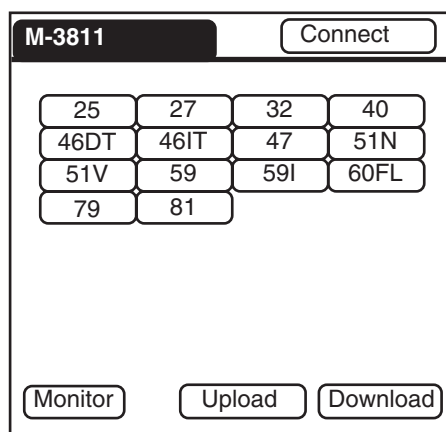 M-3811 Connect
25 27 32 40
46DT 46IT 47 51N
51V 59 59I 60FL
79 81
Monitor Upload Download